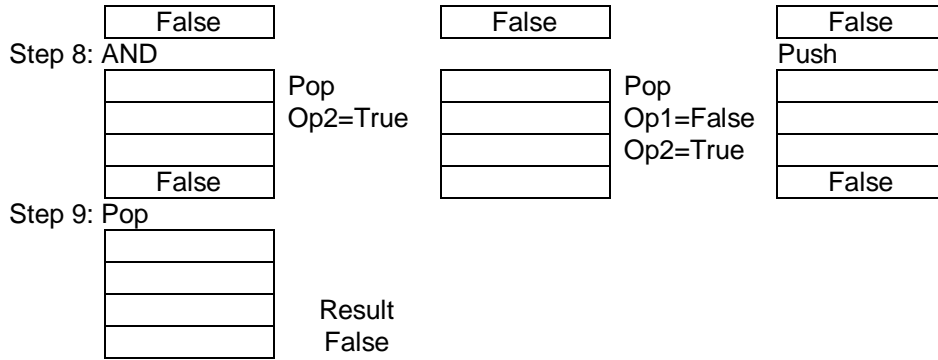 False False False
Step 8: AND Push
Pop Pop
Op2=True Op1=False
Op2=True
False False
Step 9: Pop
Result
False